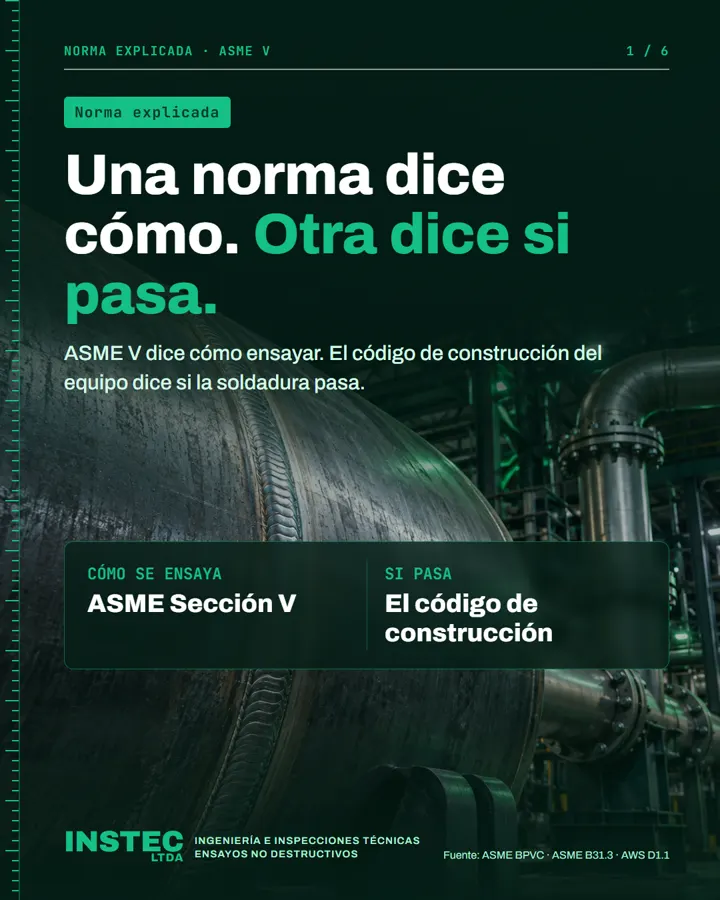 NORMA EXPLICADA · ASME V
1 / 6
Norma explicada
Una norma dice
cómo. Otra dice si
pasa.
ASME V dice cómo ensayar. El código de construcción del
equipo dice si la soldadura pasa.
CÓMO SE ENSAYA
ASME Sección V
SI PASA
El código de
construcción
INSTEC
LTDA
INGENIERÍA E INSPECCIONES TÉCNICAS
ENSAYOS NO DESTRUCTIVOS
Fuente: ASME BPVC · ASME B31.3 · AWS D1.1